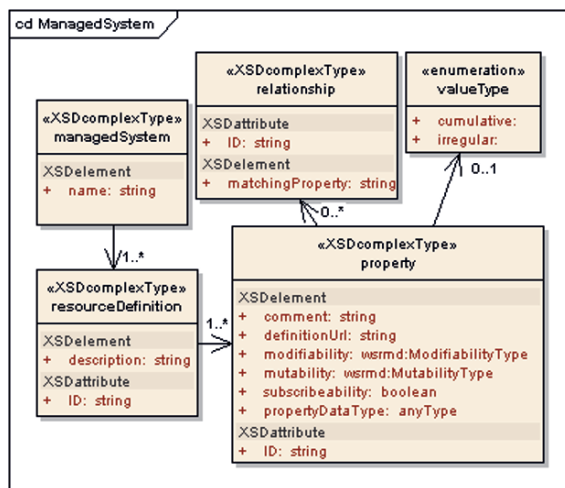 cd ManagedSystem
«XSDcomplexType»
managedSystem
XSDelement
+ name: string
«XSDcomplexType»
relationship
XSDattribute
+ ID: string
XSDelement
+ matchingProperty: string
«enumeration»
valueType
+ cumulative:
+ irregular:
0..1
0..*
1..*
«XSDcomplexType»
resourceDefinition
XSDelement
+ description: string
XSDattribute
+ ID: string
1..*
«XSDcomplexType»
property
XSDelement
+ comment: string
+ definitionUrl: string
+ modifiability: wsrmd:ModifiabilityType
+ mutability: wsrmd:MutabilityType
+ subscribeability: boolean
+ propertyDataType: anyType
XSDattribute
+ ID: string